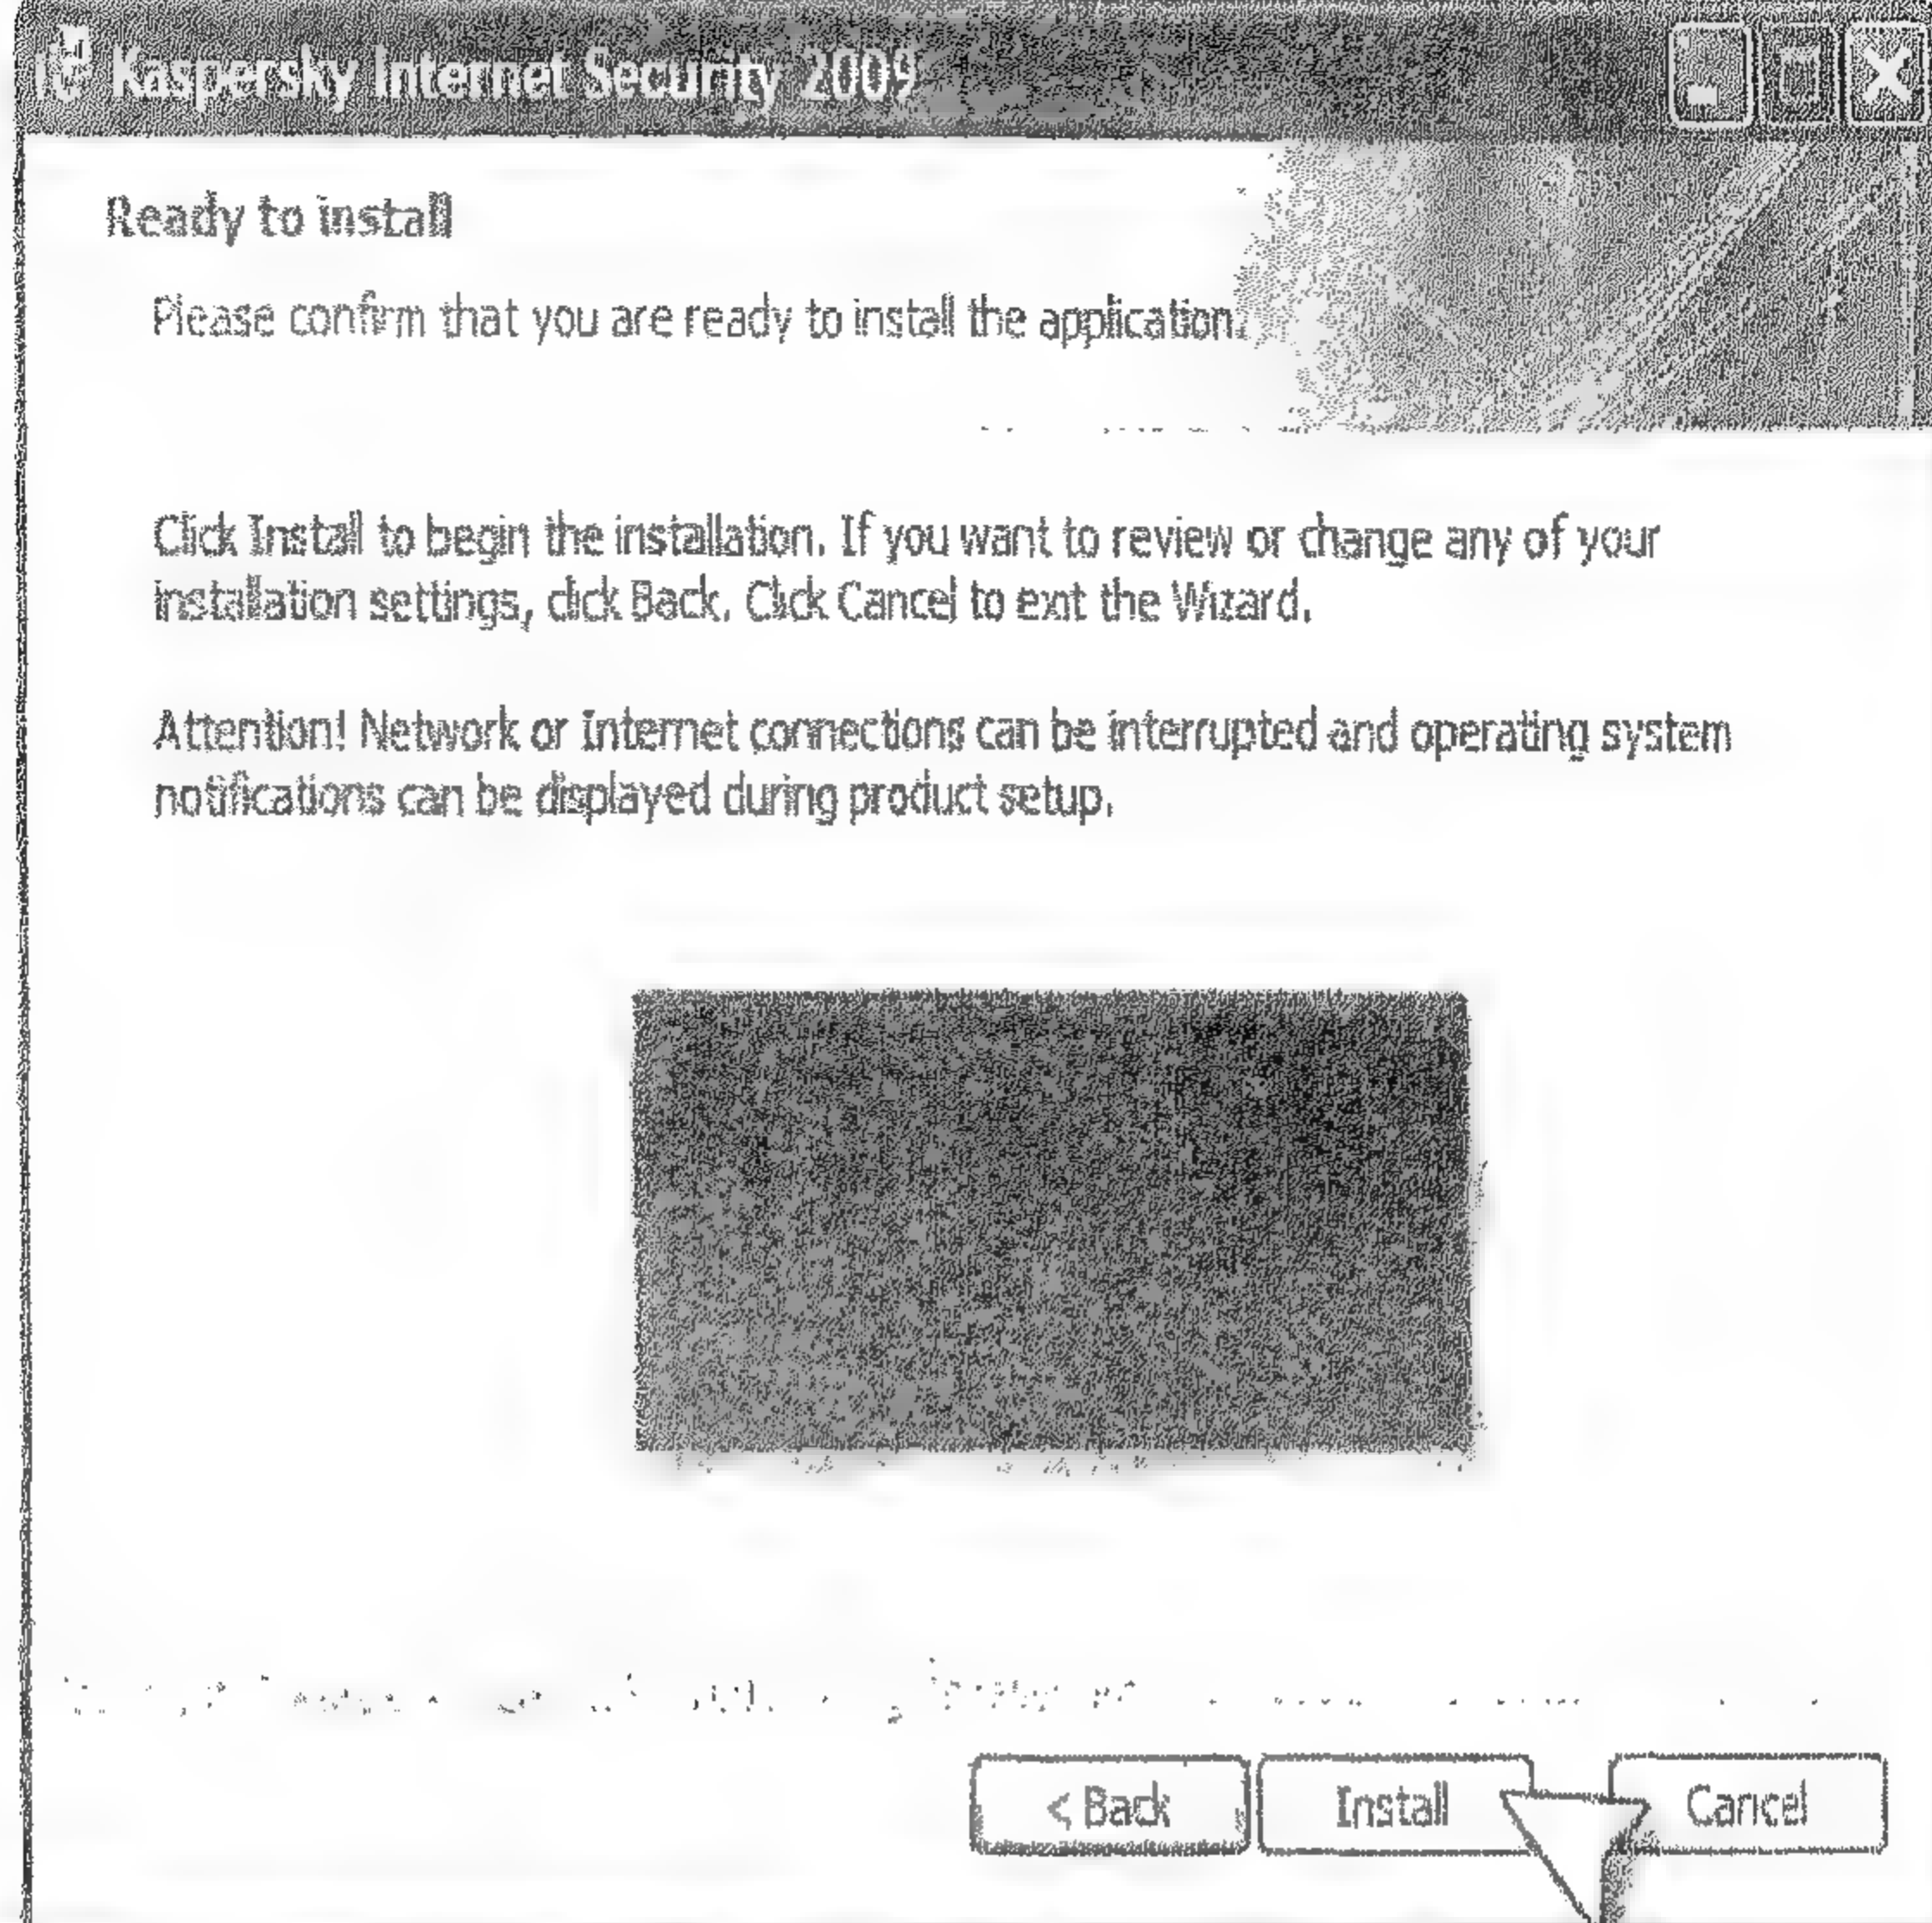 Kaspersky Internet Security 2009
Ready to install
Please confirm that you are ready to install the application.
Click Install to begin the installation. If you want to review or change any of your
installation settings, click Back. Click Cancel to exit the Wizard.
Attention! Network or Internet connections can be interrupted and operating system
notifications can be displayed during product setup.
< Back
Install
Cancel